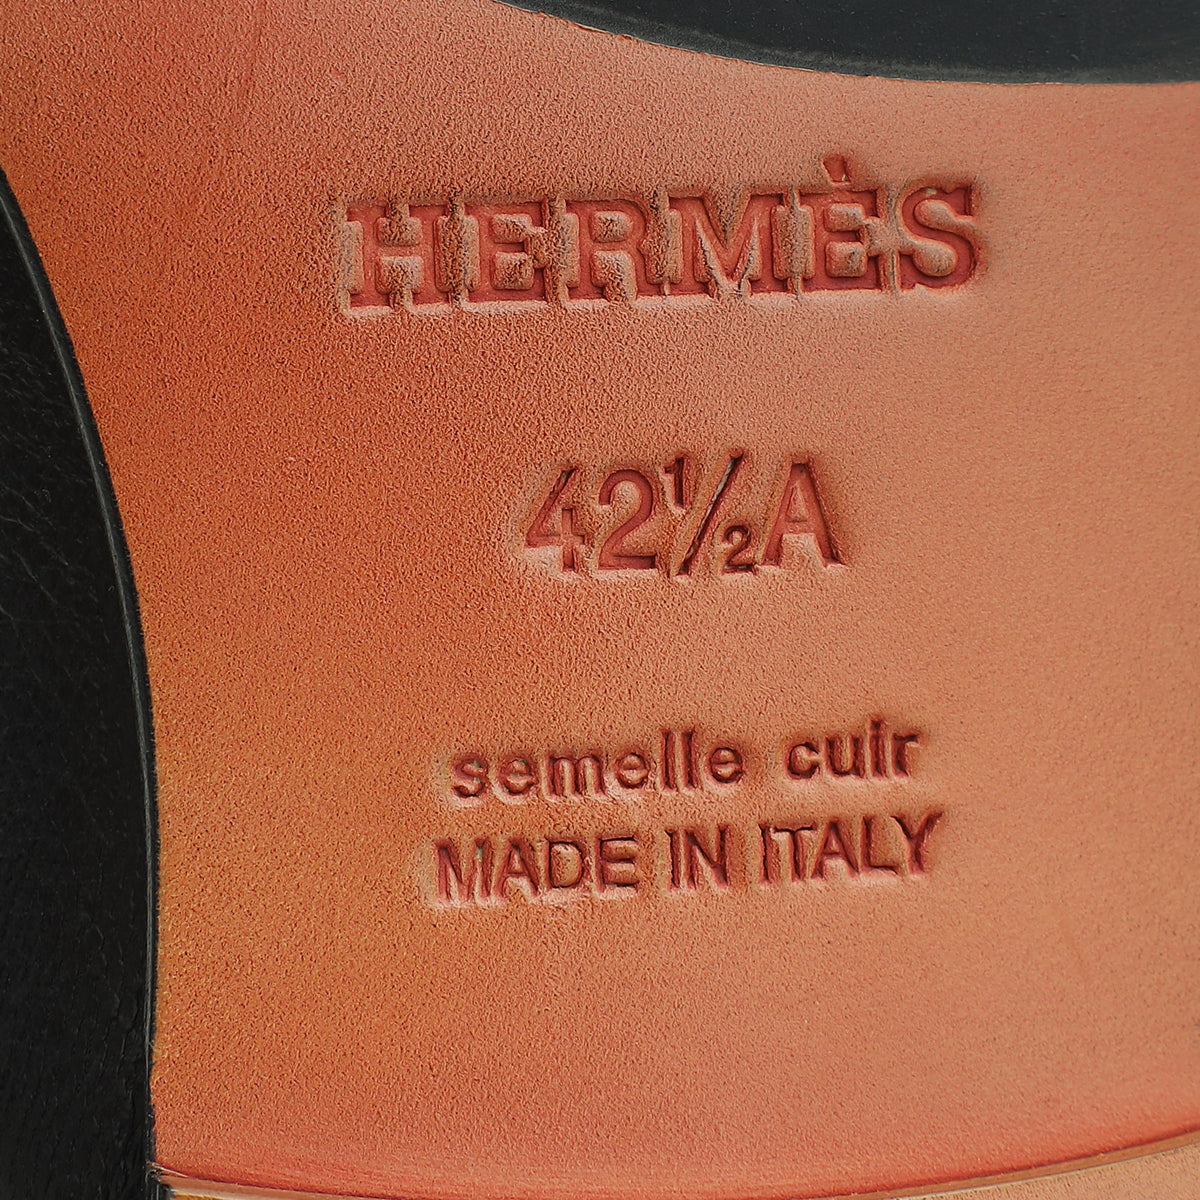 HERMÈS
42½A
semelle cuir
MADE IN ITALY